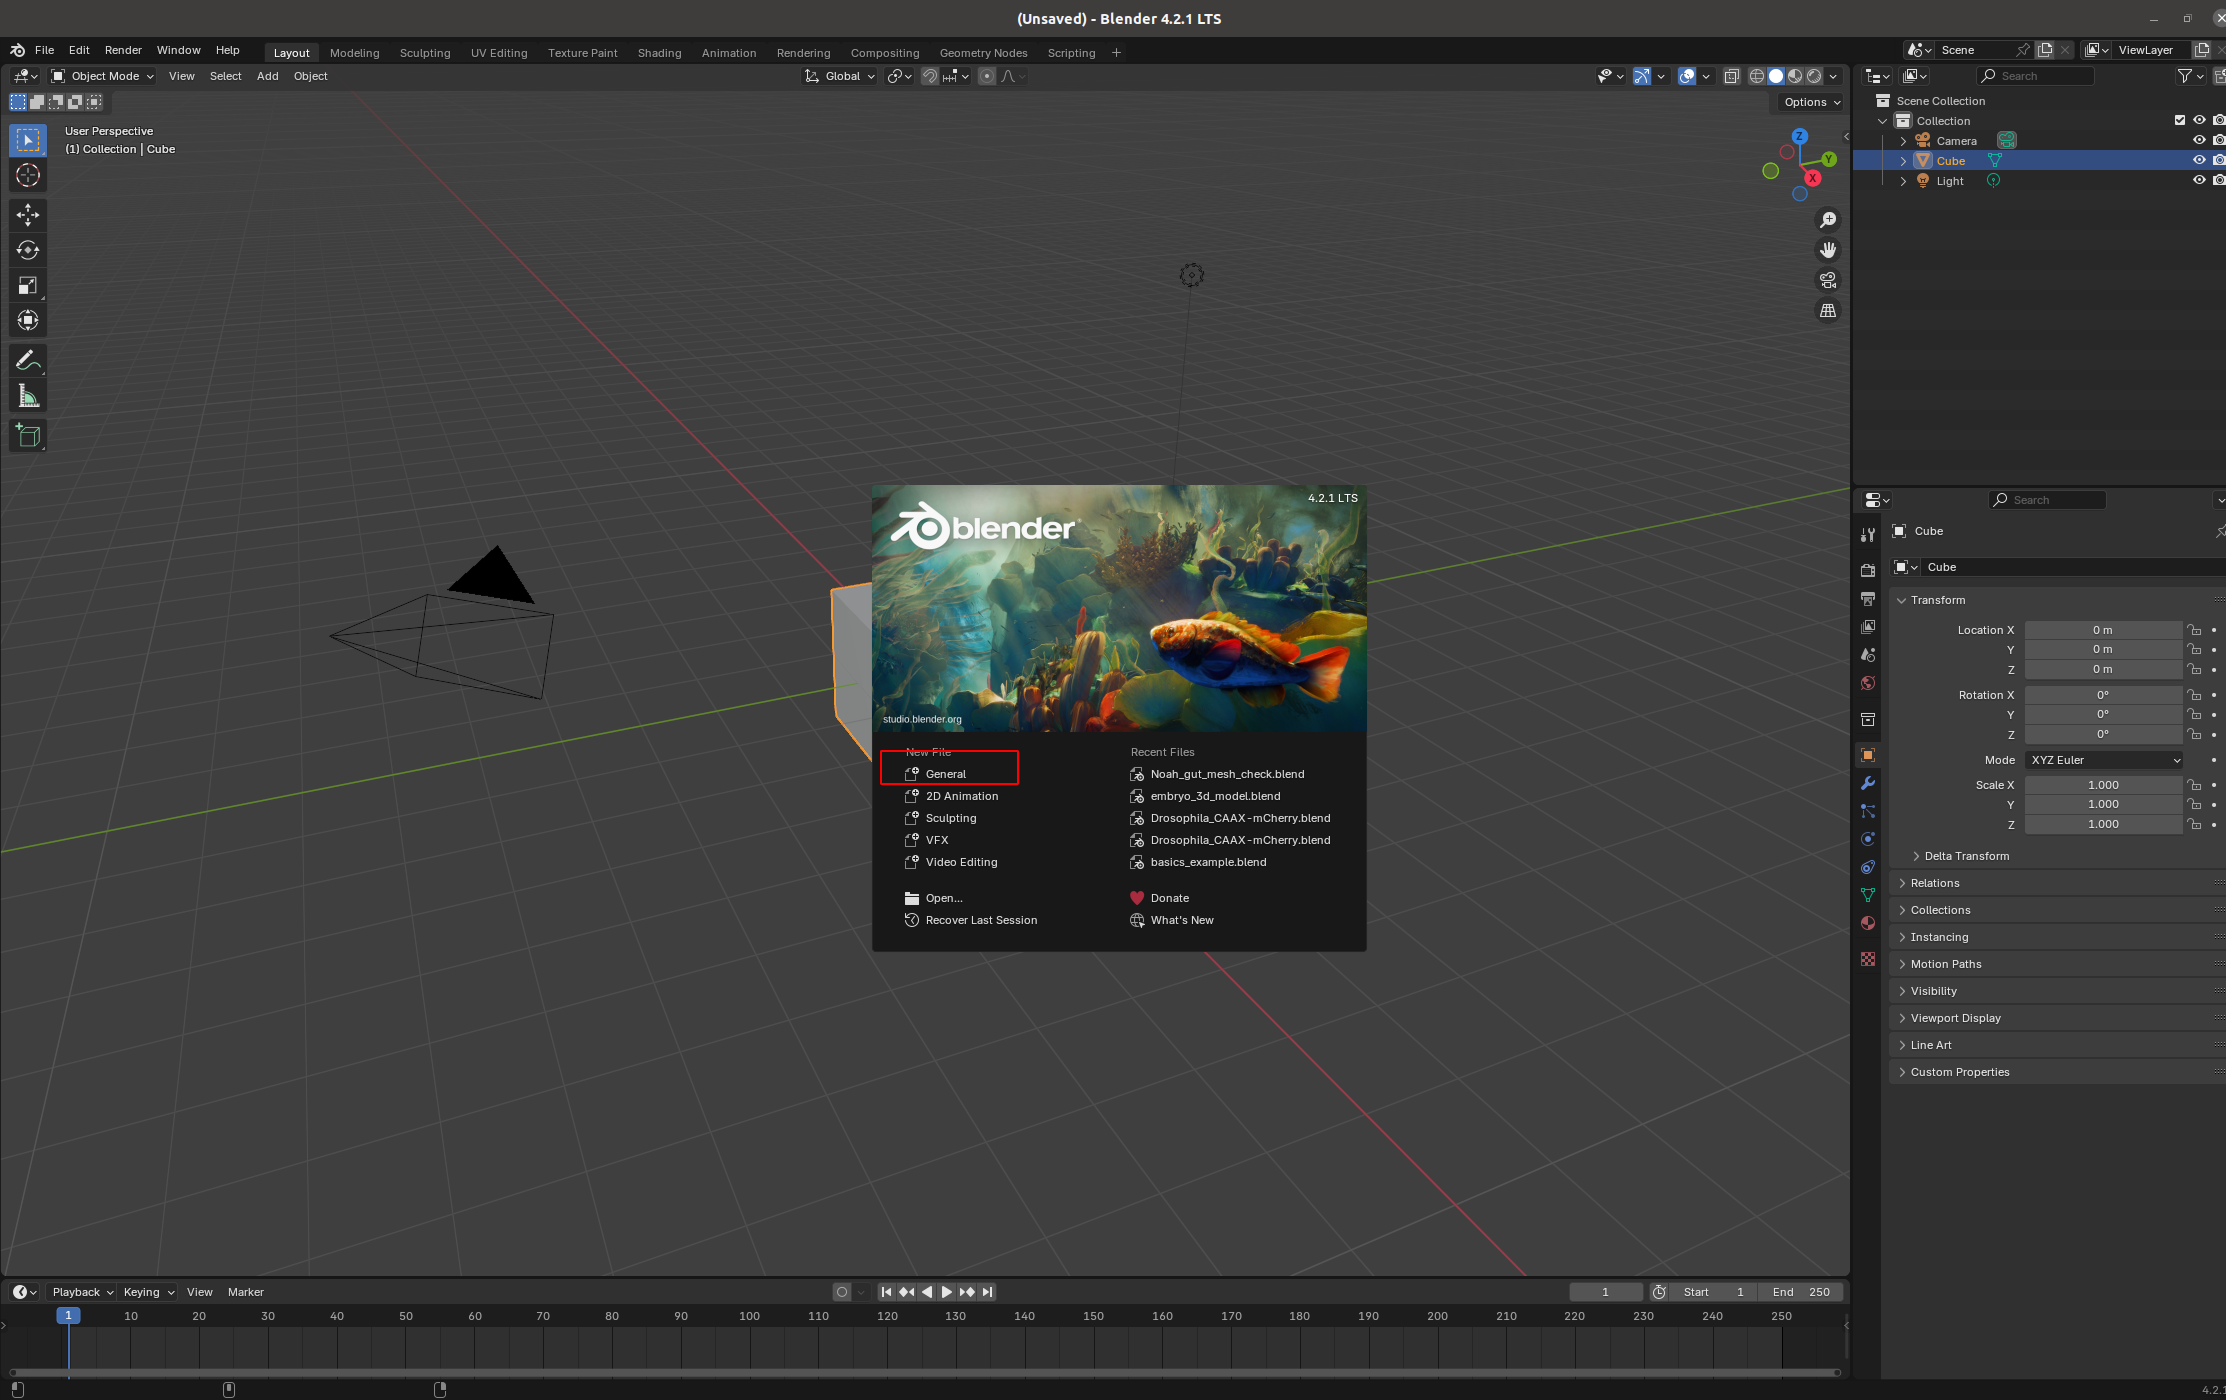 (Unsaved) - Blender 4.2.1 LTS
File Edit Render Window Help Layout Modeling Sculpting UV Editing Texture Paint Shading Animation Rendering Compositing Geometry Nodes Scripting + Scene ViewLayer
Object Mode View Select Add Object Global Search
Options
User Perspective
(1) Collection | Cube
Z
Y
X
Scene Collection
Collection
Camera
Cube
Light
4.2.1 LTS
blender
studio.blender.org
New File
General
2D Animation
Sculpting
VFX
Video Editing
Open...
Recover Last Session
Recent Files
Noah_gut_mesh_check.blend
embryo_3d_model.blend
Drosophila_CAAX-mCherry.blend
Drosophila_CAAX-mCherry.blend
basics_example.blend
Donate
What's New
Search
Cube
Cube
Transform
Location X 0 m
Y 0 m
Z 0 m
Rotation X 0°
Y 0°
Z 0°
Mode XYZ Euler
Scale X 1.000
Y 1.000
Z 1.000
Delta Transform
Relations
Collections
Instancing
Motion Paths
Visibility
Viewport Display
Line Art
Custom Properties
Playback Keying View Marker 1 Start 1 End 250
1 10 20 30 40 50 60 70 80 90 100 110 120 130 140 150 160 170 180 190 200 210 220 230 240 250
4.2.1